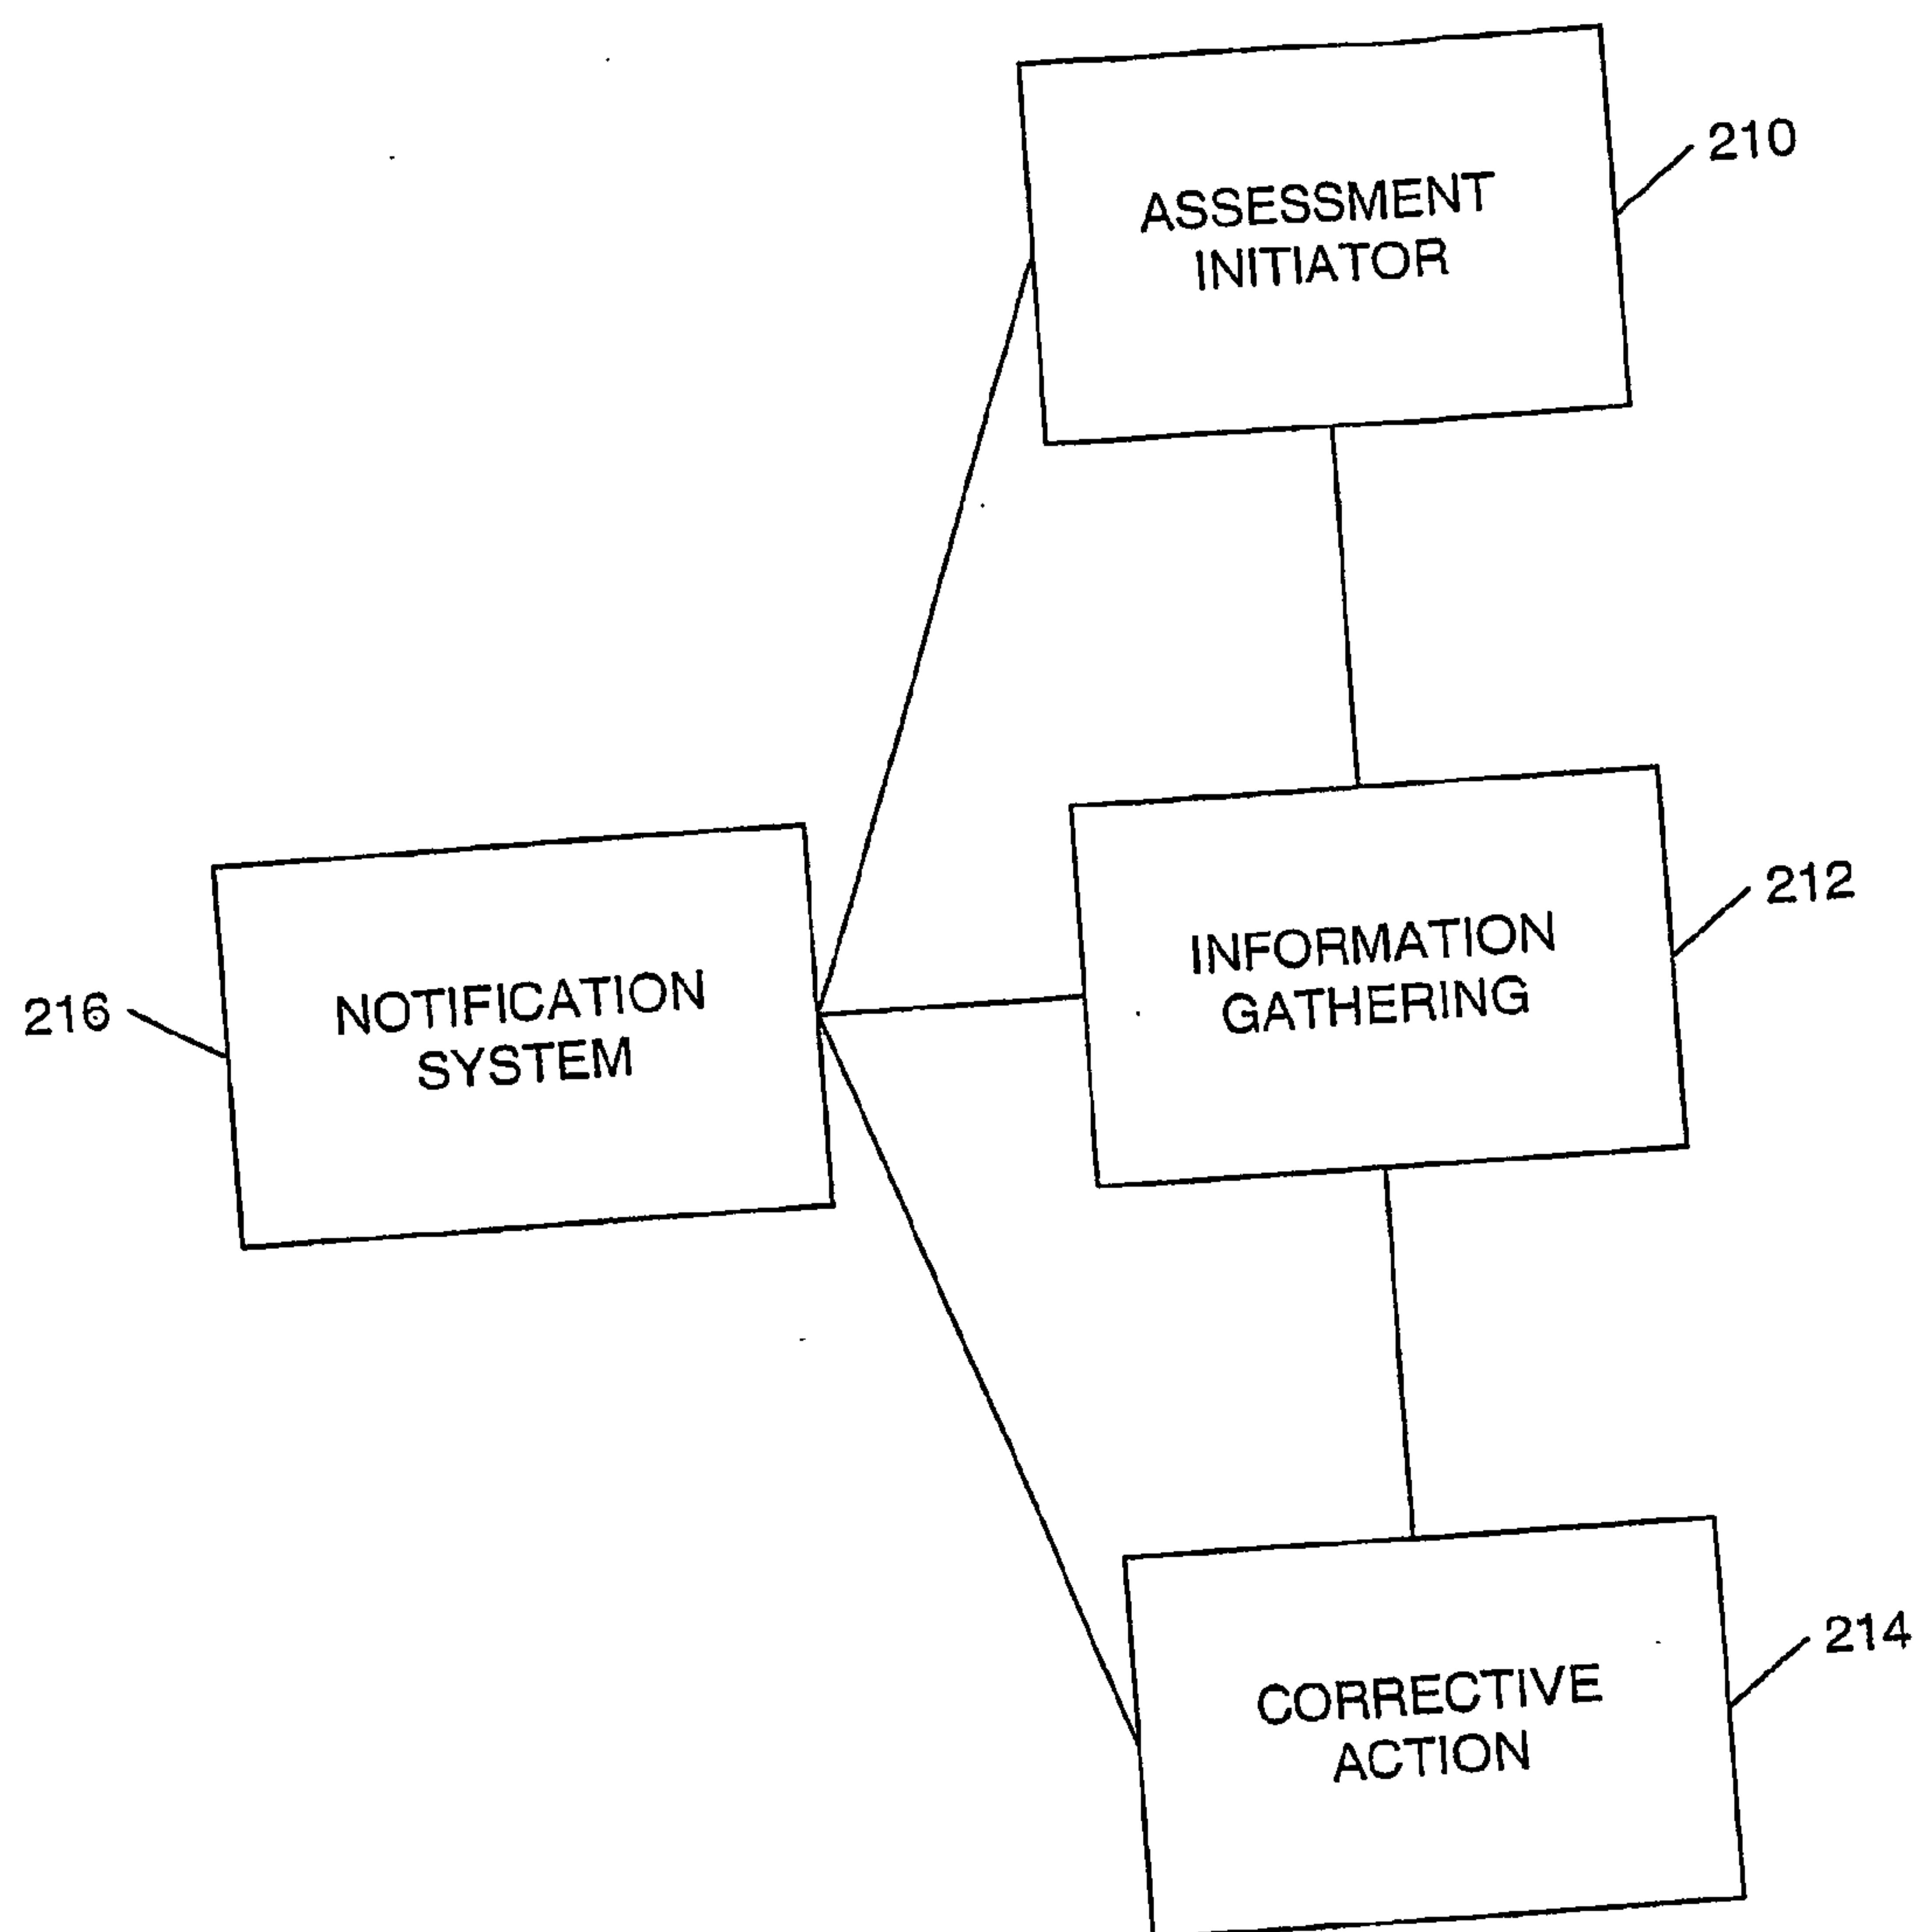 210
ASSESSMENT
INITIATOR
212
INFORMATION
GATHERING
216
NOTIFICATION
SYSTEM
214
CORRECTIVE
ACTION